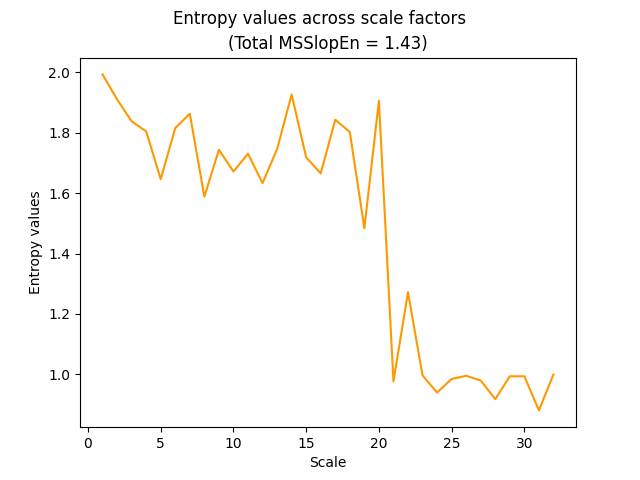 Entropy values across scale factors
(Total MSSlopEn = 1.43)
2.0
1.8
1.6
1.4
1.2
1.0
Entropy values
0 5 10 15 20 25 30
Scale